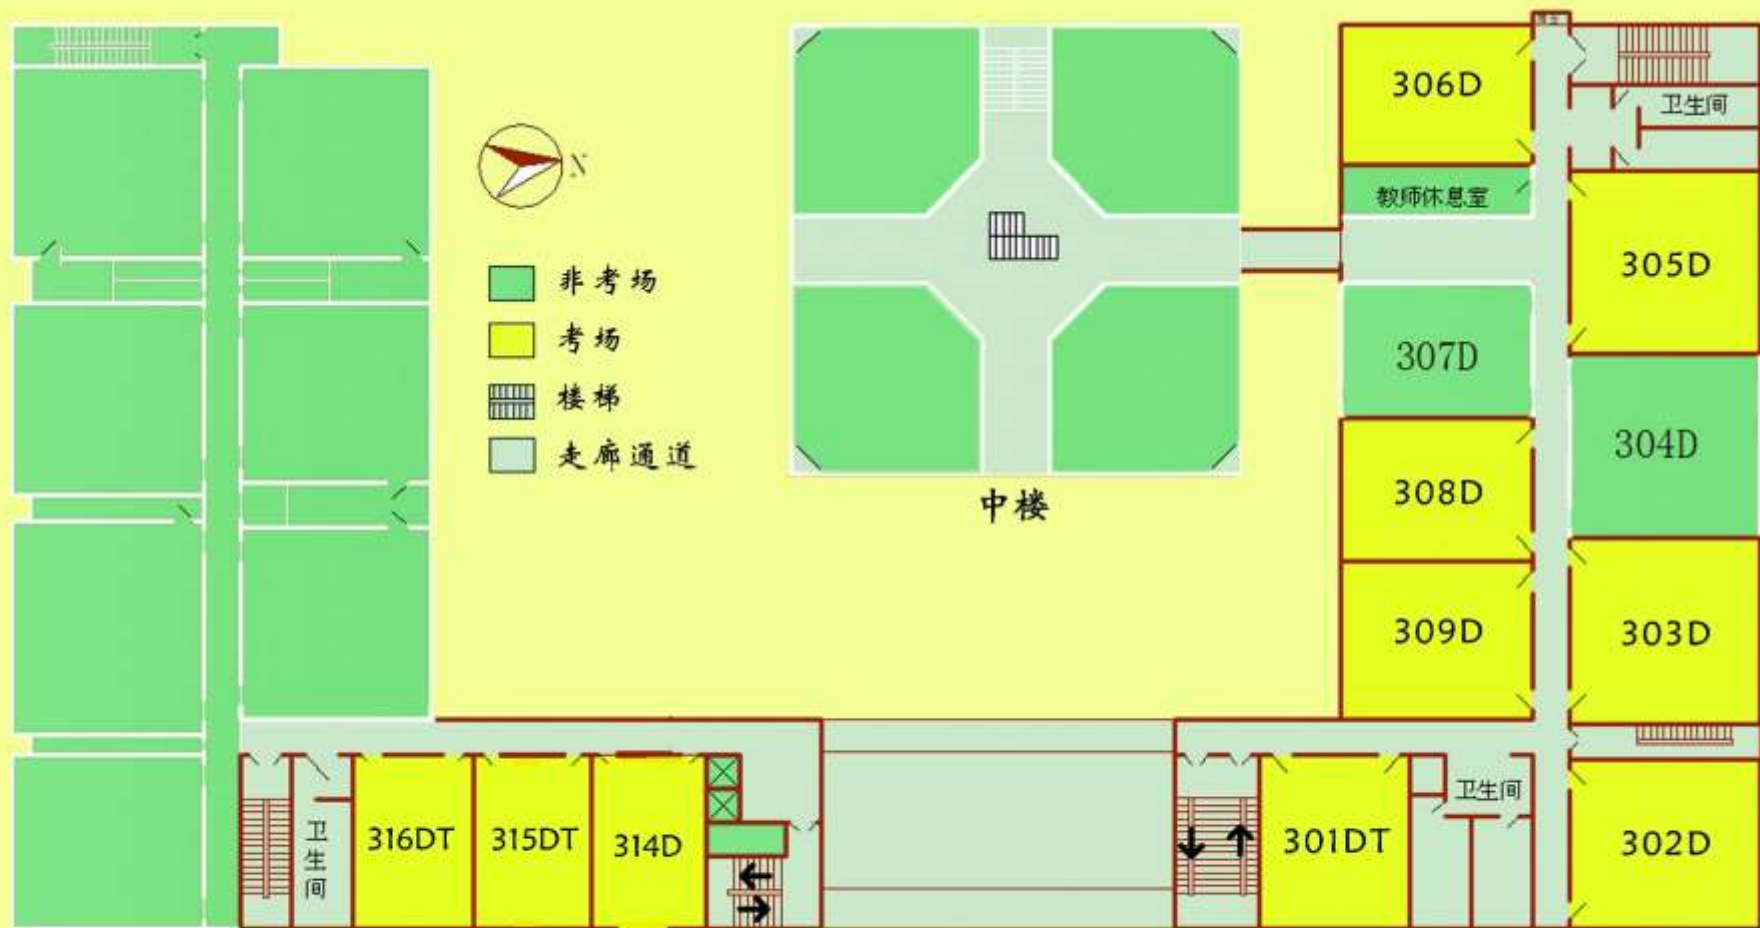 306D
卫生间
教师休息室
305D
N
非考场
考场
楼梯
走廊通道
307D
304D
308D
中楼
309D
303D
卫生间
316DT
315DT
314D
301DT
卫生间
302D